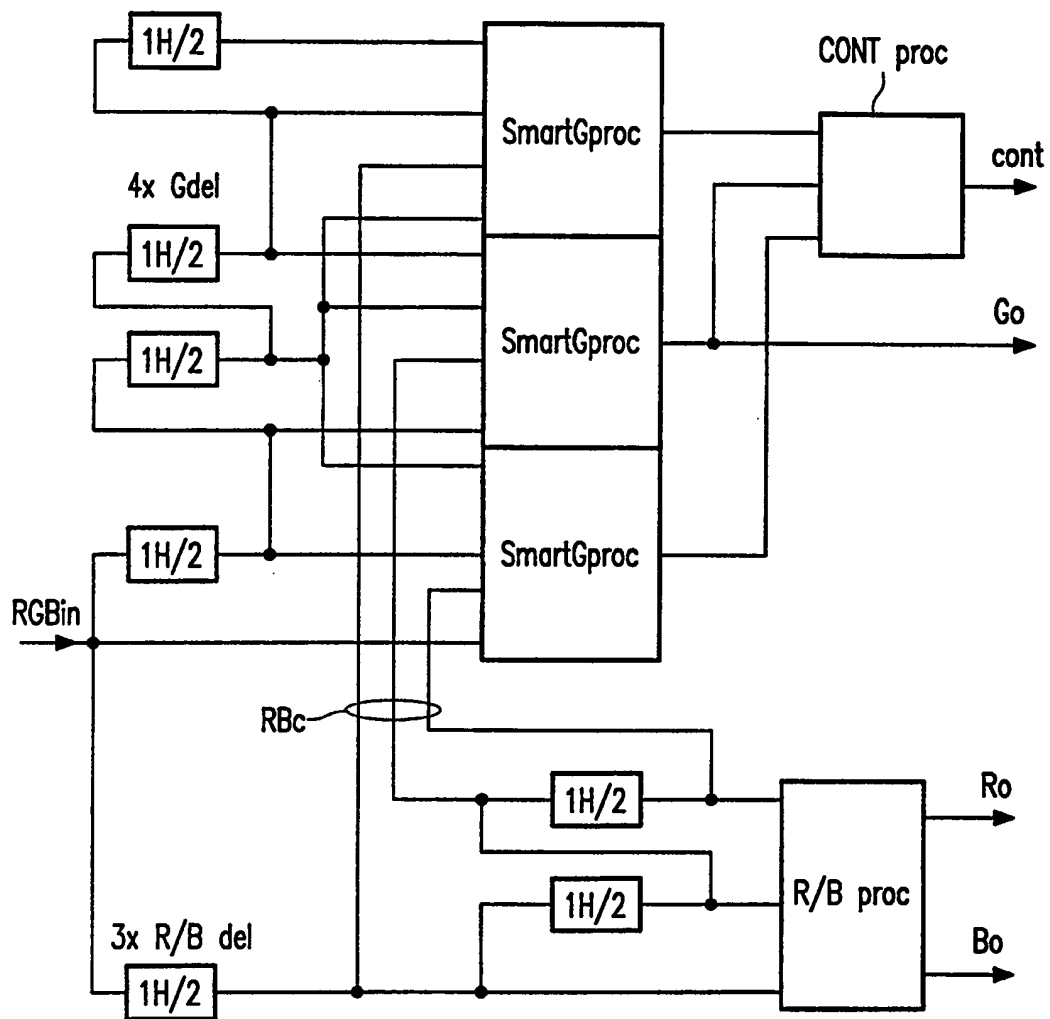 1H/2
CONT proc
SmartGproc
cont
4x Gdel
1H/2
Go
SmartGproc
1H/2
1H/2
SmartGproc
RGBin
RBc
1H/2
Ro
1H/2
R/B proc
3x R/B del
Bo
1H/2